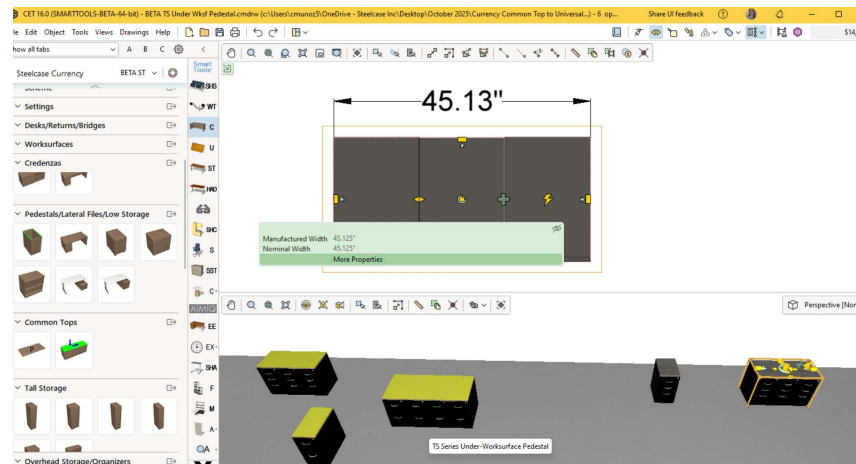 CET 16.0 (SMARTTOOLS-BETA-64-bit) - BETA TS Under Wksf Pedestal.cmdrw (c:\Users\cmunoz5\OneDrive - Steelcase Inc\Desktop\October 2025\Currency Common Top to Universal...) - 6 op...
Share UI feedback
le Edit Object Tools Views Drawings Help
$14,
how all tabs
A B C
Steelcase Currency
BETA ST
Smart Tools
Settings
Desks/Returns/Bridges
Worksurfaces
Credenzas
Pedestals/Lateral Files/Low Storage
Common Tops
P
Tall Storage
Overhead Storage/Organizers
SHS
WT
C
U
ST
HAD
SHC
S
SST
C
AMQ
EE
EX
SHA
F
M
A
QA
45.13"
Manufactured Width 45.125"
Nominal Width 45.125"
More Properties
Perspective [Nor
TS Series Under-Worksurface Pedestal